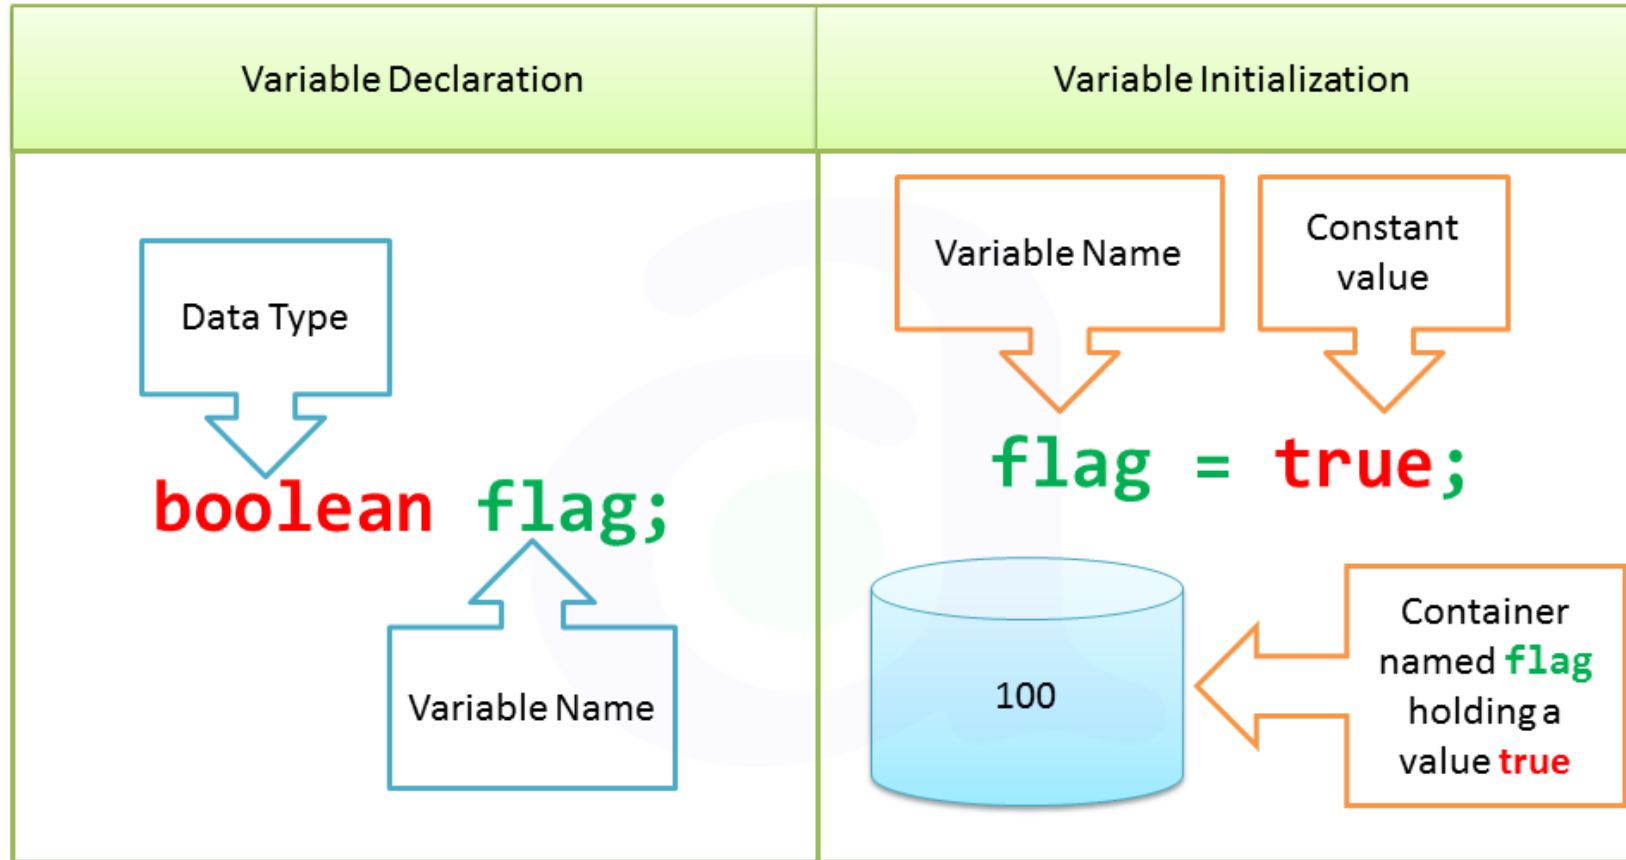 Variable Declaration
Variable Initialization
Data Type
boolean flag;
Variable Name
Variable Name
Constant
value
flag = true;
100
Container
named flag
holding a
value true